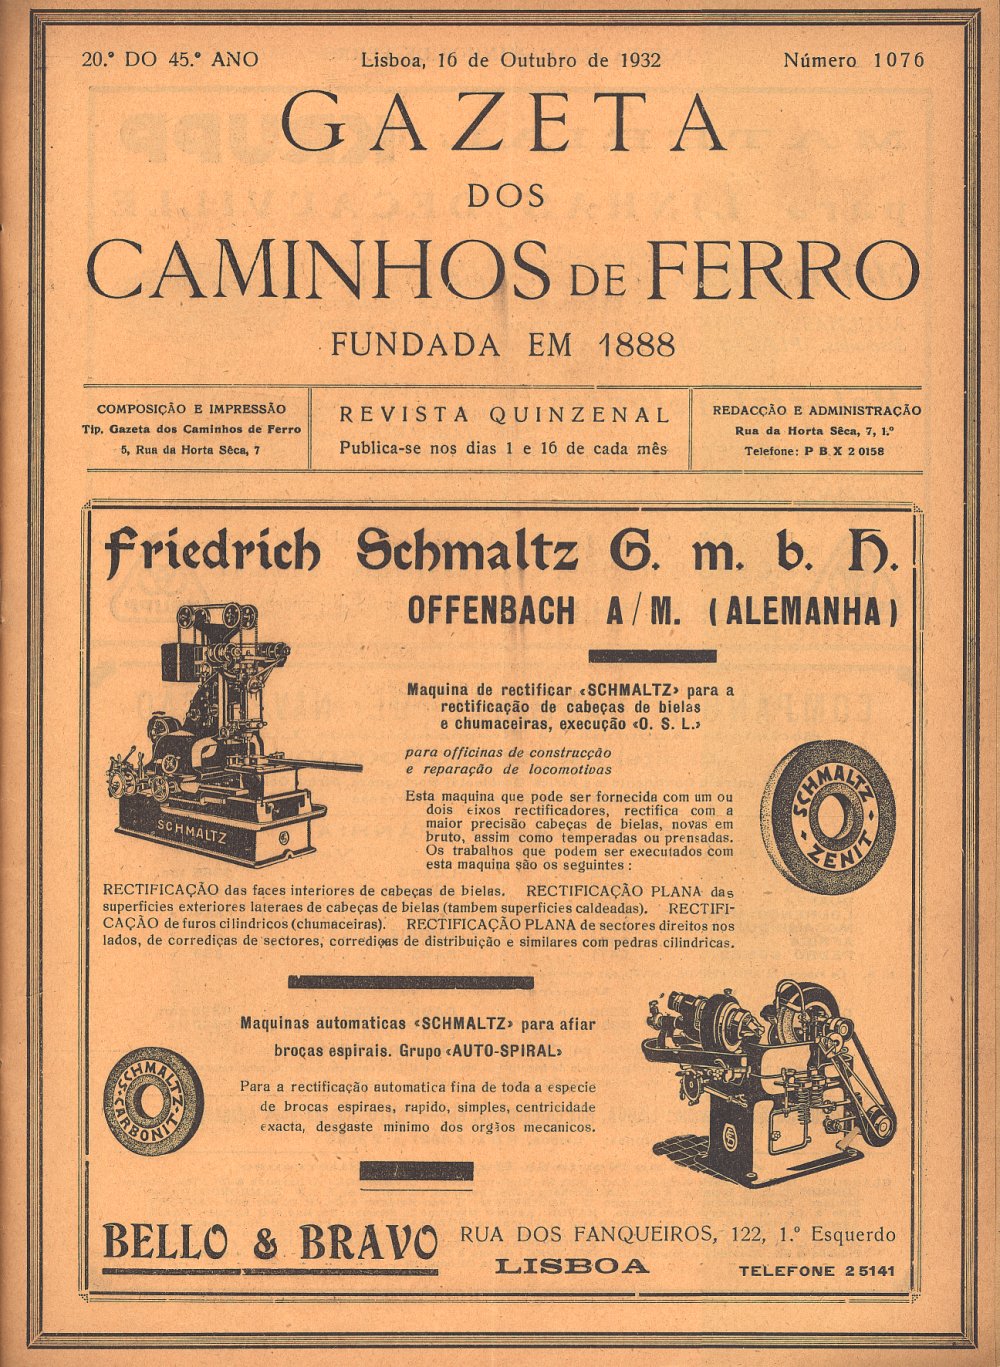 20.º DO 45.º ANO
Lisboa, 16 de Outubro de 1932
Número 1076
GAZETA
DOS
CAMINHOS DE FERRO
FUNDADA EM 1888
COMPOSIÇÃO E IMPRESSÃO
Tip. Gazeta dos Caminhos de Ferro
5, Rua da Horta Sêca, 7
REVISTA QUINZENAL
Publica-se nos dias 1 e 16 de cada mês
REDACÇÃO E ADMINISTRAÇÃO
Rua da Horta Sêca, 7, 1.º
Telefone: P B X 2 0158
Friedrich Schmaltz G. m. b. H.
OFFENBACH A/M. (ALEMANHA)
Maquina de rectificar «SCHMALTZ» para a
rectificação de cabeças de bielas
e chumaceiras, execução «O. S. L.»
para officinas de construcção
e reparação de locomotivas
Esta maquina que pode ser fornecida com um ou
dois eixos rectificadores, rectifica com a
maior precisão cabeças de bielas, novas em
bruto, assim como temperadas ou prensadas.
Os trabalhos que podem ser executados com
esta maquina são os seguintes:
SCHMALTZ
SCHMALTZ
ZENIT
RECTIFICAÇÃO das faces interiores de cabeças de bielas. RECTIFICAÇÃO PLANA das
superficies exteriores lateraes de cabeças de bielas (tambem superficies caldeadas). RECTIFI-
CAÇÃO de furos cilindricos (chumaceiras). RECTIFICAÇÃO PLANA de sectores direitos nos
lados, de corrediças de sectores, corrediças de distribuição e similares com pedras cilindricas.
Maquinas automaticas «SCHMALTZ» para afiar
broças espirais. Grupo «AUTO-SPIRAL»
SCHMALTZ
CARBONIT
Para a rectificação automatica fina de toda a especie
de brocas espiraes, rapido, simples, centricidade
exacta, desgaste minimo dos orgãos mecanicos.
BELLO & BRAVO
RUA DOS FANQUEIROS, 122, 1.º Esquerdo
LISBOA
TELEFONE 2 5141